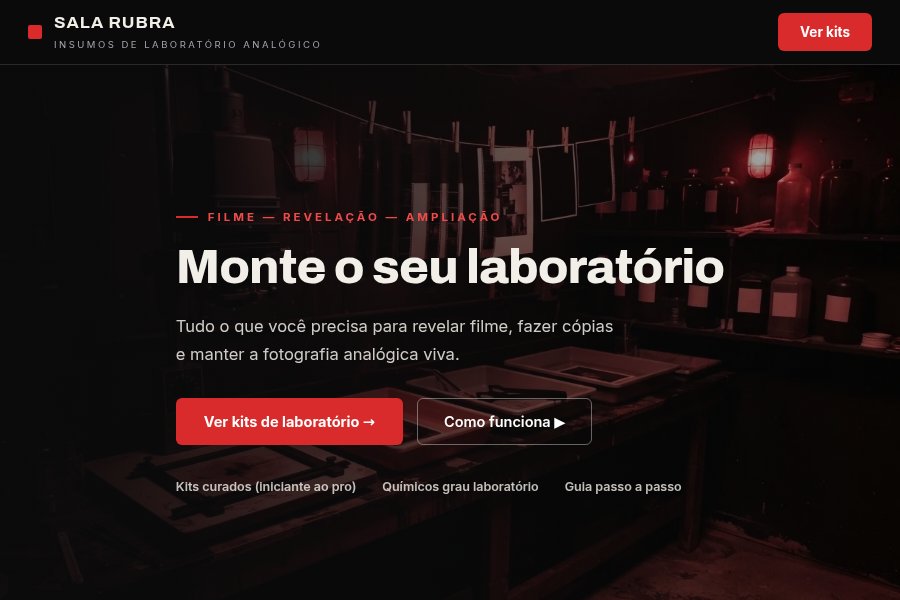 SALA RUBRA
INSUMOS DE LABORATÓRIO ANALÓGICO
Ver kits
FILME — REVELAÇÃO — AMPLIAÇÃO
Monte o seu laboratório
Tudo o que você precisa para revelar filme, fazer cópias
e manter a fotografia analógica viva.
Ver kits de laboratório →
Como funciona ▶
Kits curados (iniciante ao pro)
Químicos grau laboratório
Guia passo a passo